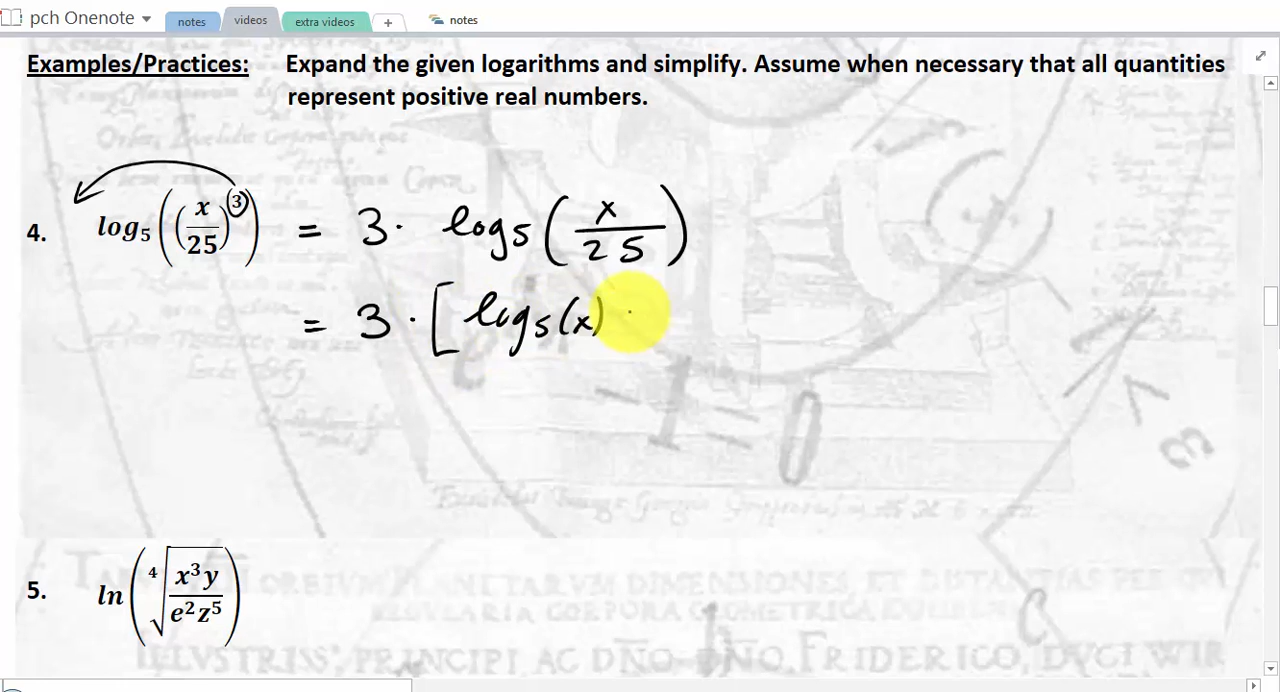 pch Onenote notes videos extra videos + notes
Examples/Practices: Expand the given logarithms and simplify. Assume when necessary that all quantities
represent positive real numbers.
4. log₅((x/25)³) = 3 · log₅(x/25)
= 3 · [log₅(x)
-1=0
5. ln(⁴√(x³y/e²z⁵))